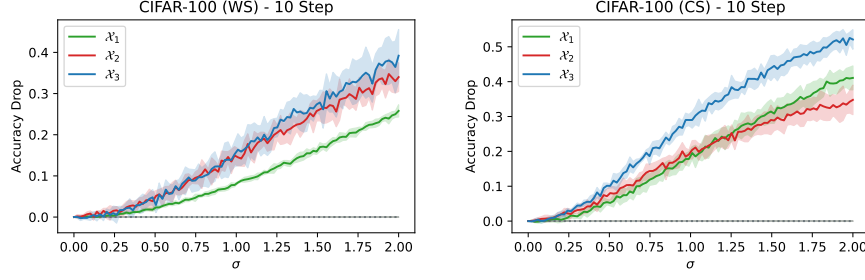 CIFAR-100 (WS) - 10 Step
Accuracy Drop
0.4
0.3
0.2
0.1
0.0
𝒳1
𝒳2
𝒳3
0.00 0.25 0.50 0.75 1.00 1.25 1.50 1.75 2.00
σ
CIFAR-100 (CS) - 10 Step
Accuracy Drop
0.5
0.4
0.3
0.2
0.1
0.0
𝒳1
𝒳2
𝒳3
0.00 0.25 0.50 0.75 1.00 1.25 1.50 1.75 2.00
σ